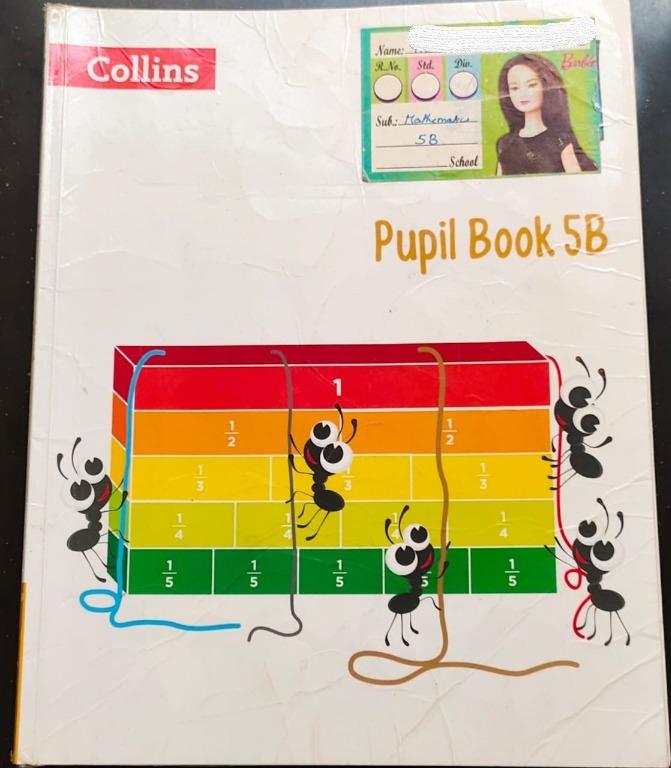 Collins
Name:
R.No. Std. Div.
Barbie
Sub.: Mathematics
5B
School
Pupil Book 5B
1
1/2 1/2
1/3 1/3 1/3
1/4 1/4 1/4 1/4
1/5 1/5 1/5 1/5 1/5